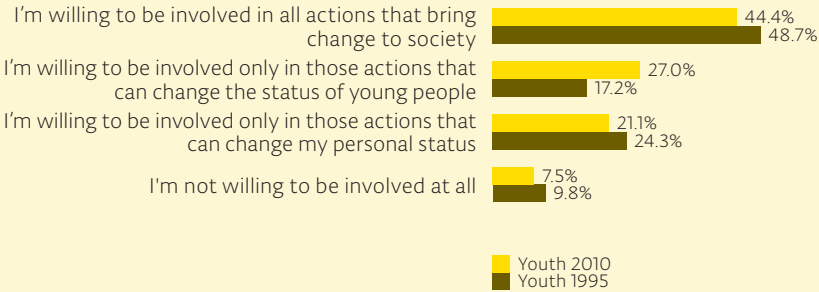 I’m willing to be involved in all actions that bring
change to society
44.4%
48.7%
I’m willing to be involved only in those actions that
can change the status of young people
27.0%
17.2%
I’m willing to be involved only in those actions that
can change my personal status
21.1%
24.3%
I'm not willing to be involved at all
7.5%
9.8%
Youth 2010
Youth 1995